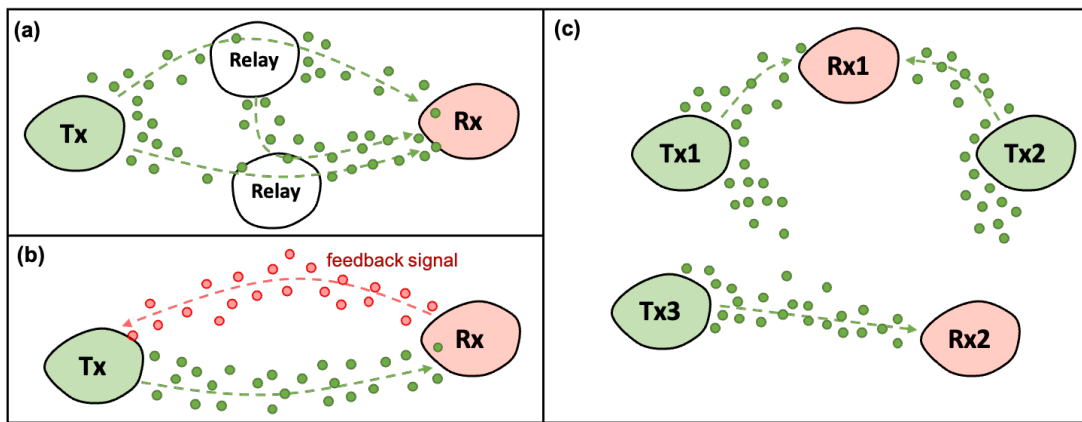 (a)
Relay
Tx
Rx
Relay
(b)
feedback signal
Tx
Rx
(c)
Rx1
Tx1
Tx2
Tx3
Rx2